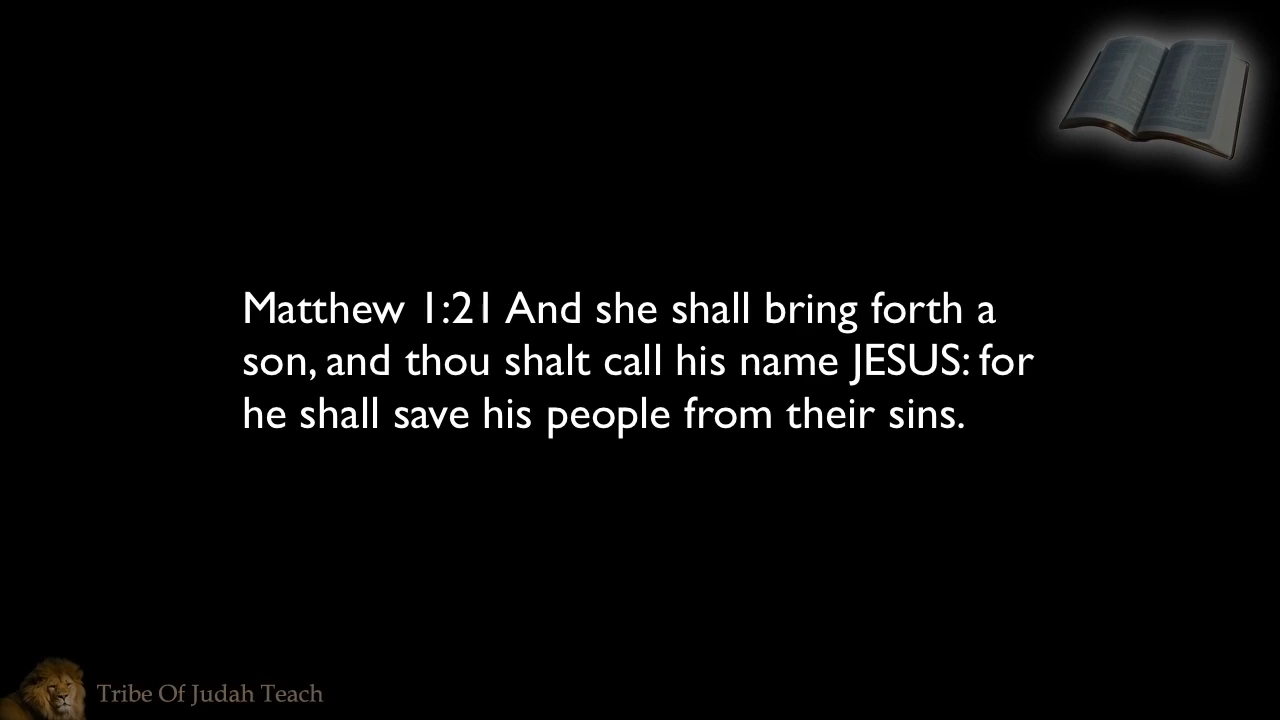 Matthew 1:21 And she shall bring forth a
son, and thou shalt call his name JESUS: for
he shall save his people from their sins.
Tribe Of Judah Teach